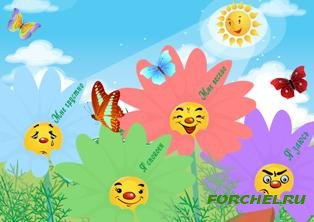 Мне грустно
Я спокоен
Мне весело
Я злюсь
FORCHEL.RU